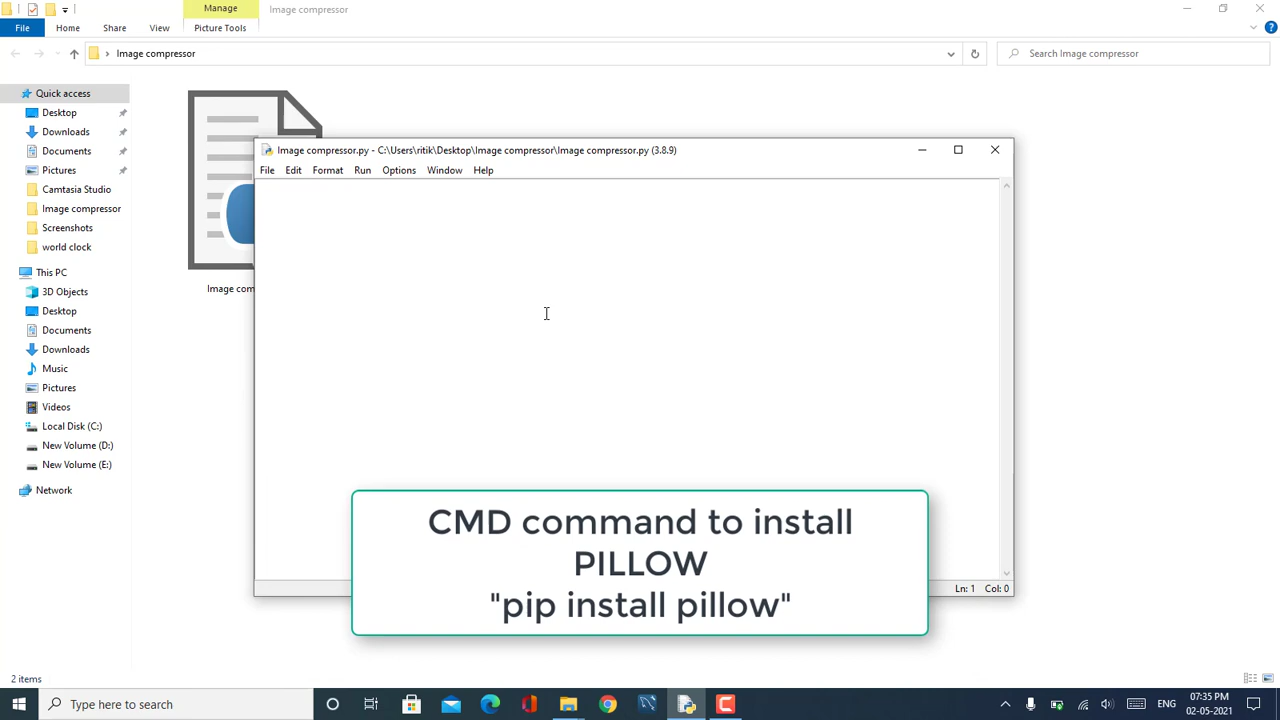 Manage
Image compressor
File
Home
Share
View
Picture Tools
Image compressor
Search Image compressor
Quick access
Desktop
Downloads
Documents
Pictures
Camtasia Studio
Image compressor
Screenshots
world clock
This PC
3D Objects
Desktop
Documents
Downloads
Music
Pictures
Videos
Local Disk (C:)
New Volume (D:)
New Volume (E:)
Network
Image com
Image compressor.py - C:\Users\ritik\Desktop\Image compressor\Image compressor.py (3.8.9)
File Edit Format Run Options Window Help
CMD command to install
PILLOW
"pip install pillow"
Ln: 1 Col: 0
2 items
Type here to search
ENG
07:35 PM
02-05-2021